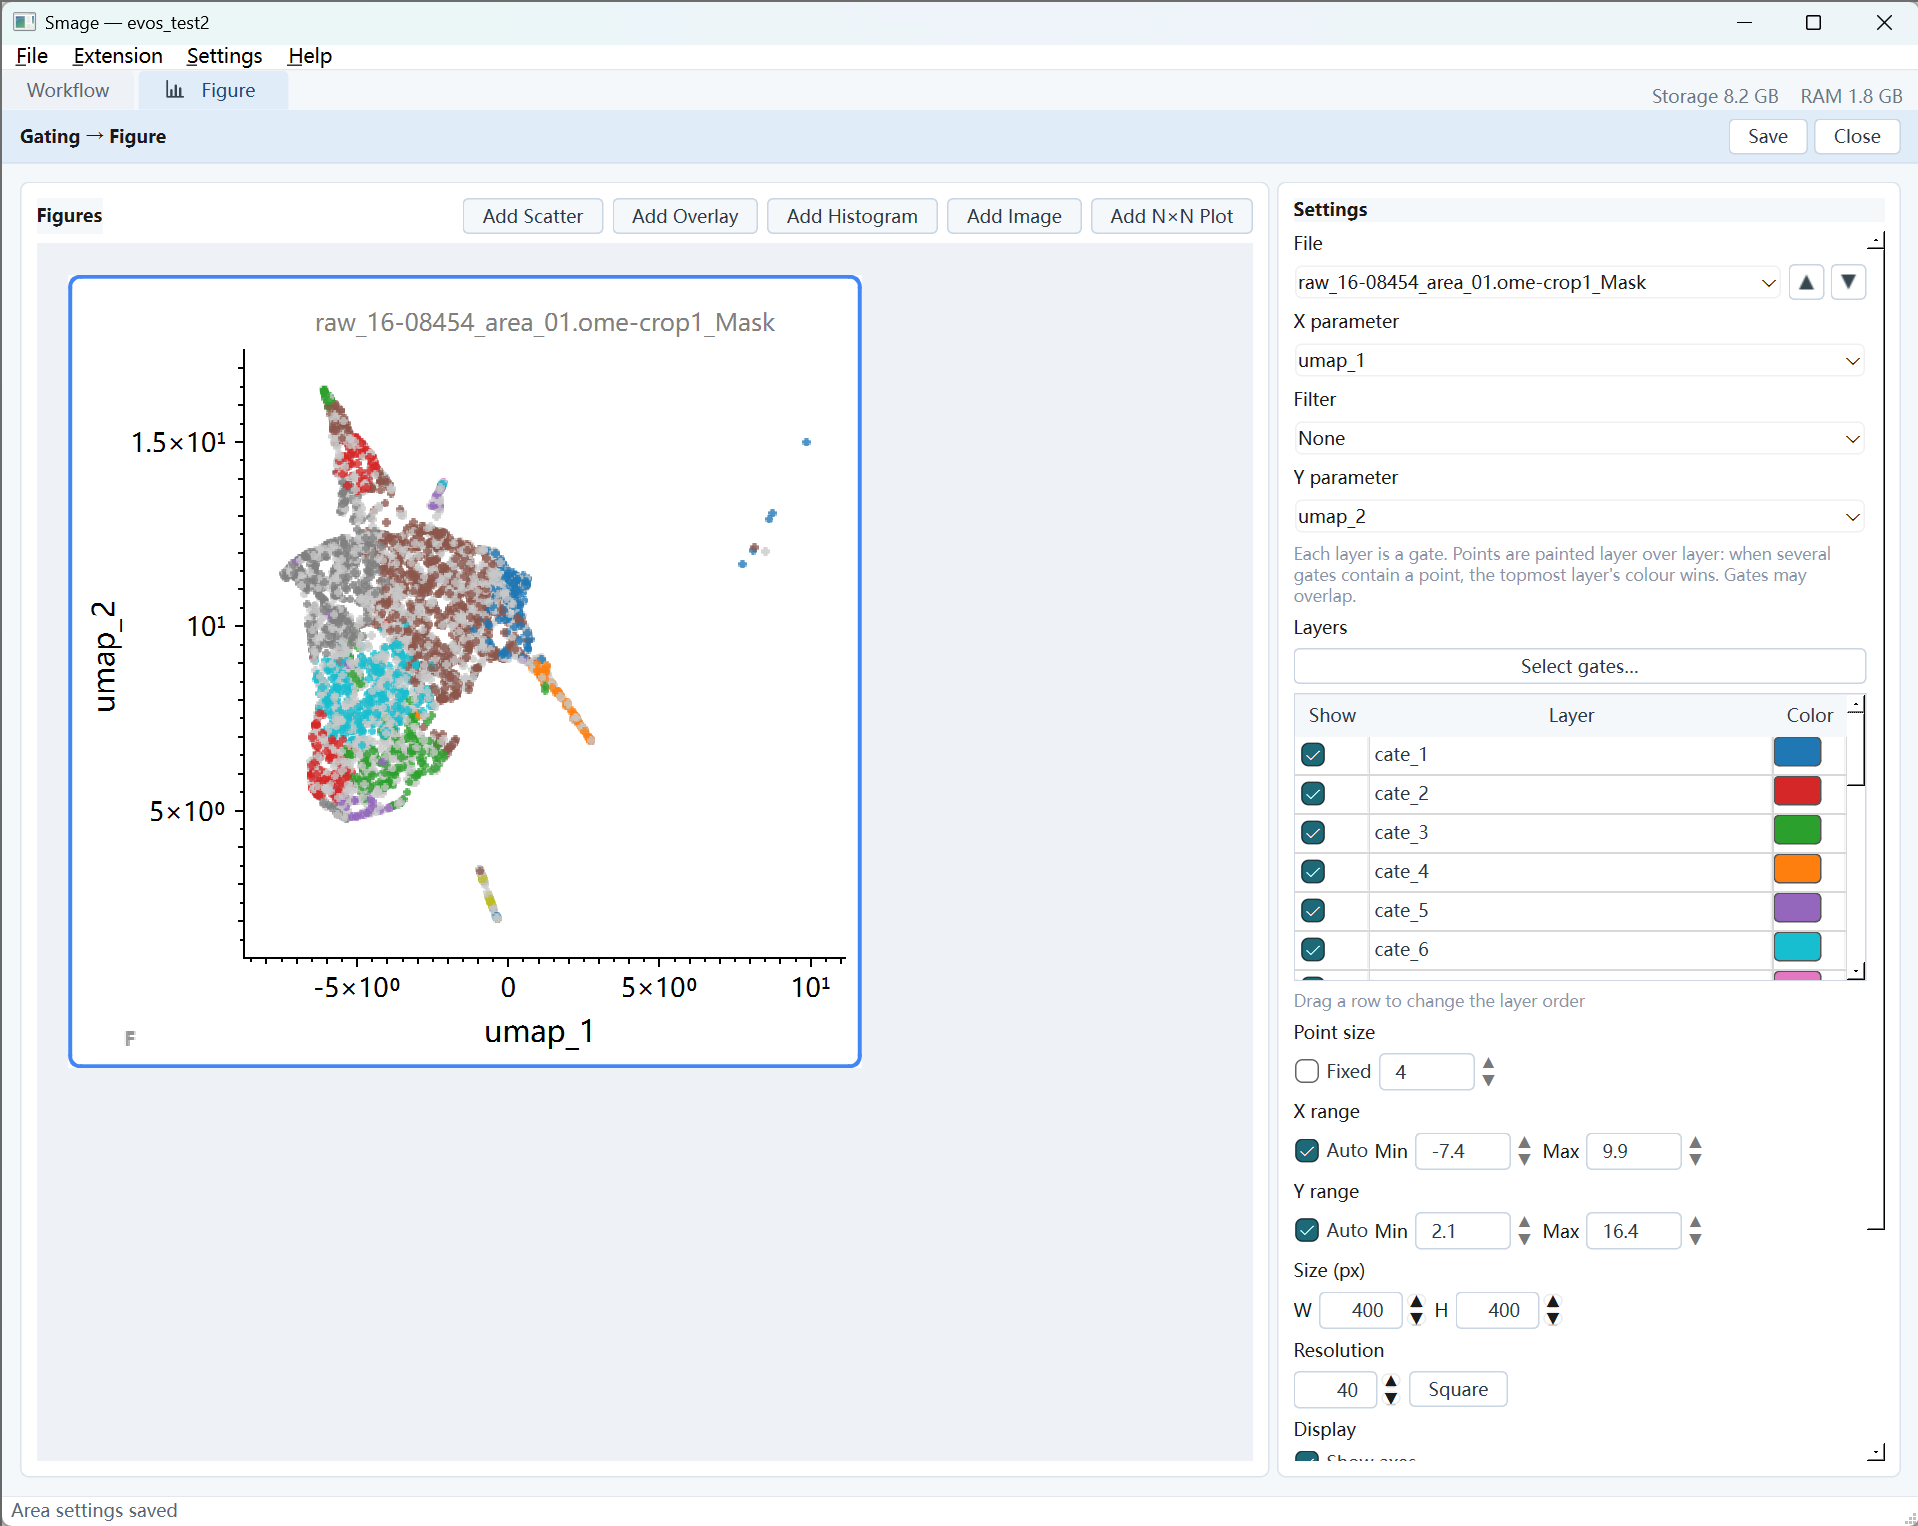 Smage — evos_test2
File Extension Settings Help
Workflow Figure Storage 8.2 GB RAM 1.8 GB
Gating → Figure Save Close
Figures Add Scatter Add Overlay Add Histogram Add Image Add N×N Plot
raw_16-08454_area_01.ome-crop1_Mask
1.5×10¹
10¹
5×10⁰
umap_2
-5×10⁰ 0 5×10⁰ 10¹
umap_1
F
Settings
File
raw_16-08454_area_01.ome-crop1_Mask
X parameter
umap_1
Filter
None
Y parameter
umap_2
Each layer is a gate. Points are painted layer over layer: when several
gates contain a point, the topmost layer's colour wins. Gates may
overlap.
Layers
Select gates...
Show Layer Color
cate_1
cate_2
cate_3
cate_4
cate_5
cate_6
Drag a row to change the layer order
Point size
Fixed 4
X range
Auto Min -7.4 Max 9.9
Y range
Auto Min 2.1 Max 16.4
Size (px)
W 400 H 400
Resolution
40 Square
Display
Show axes
Area settings saved